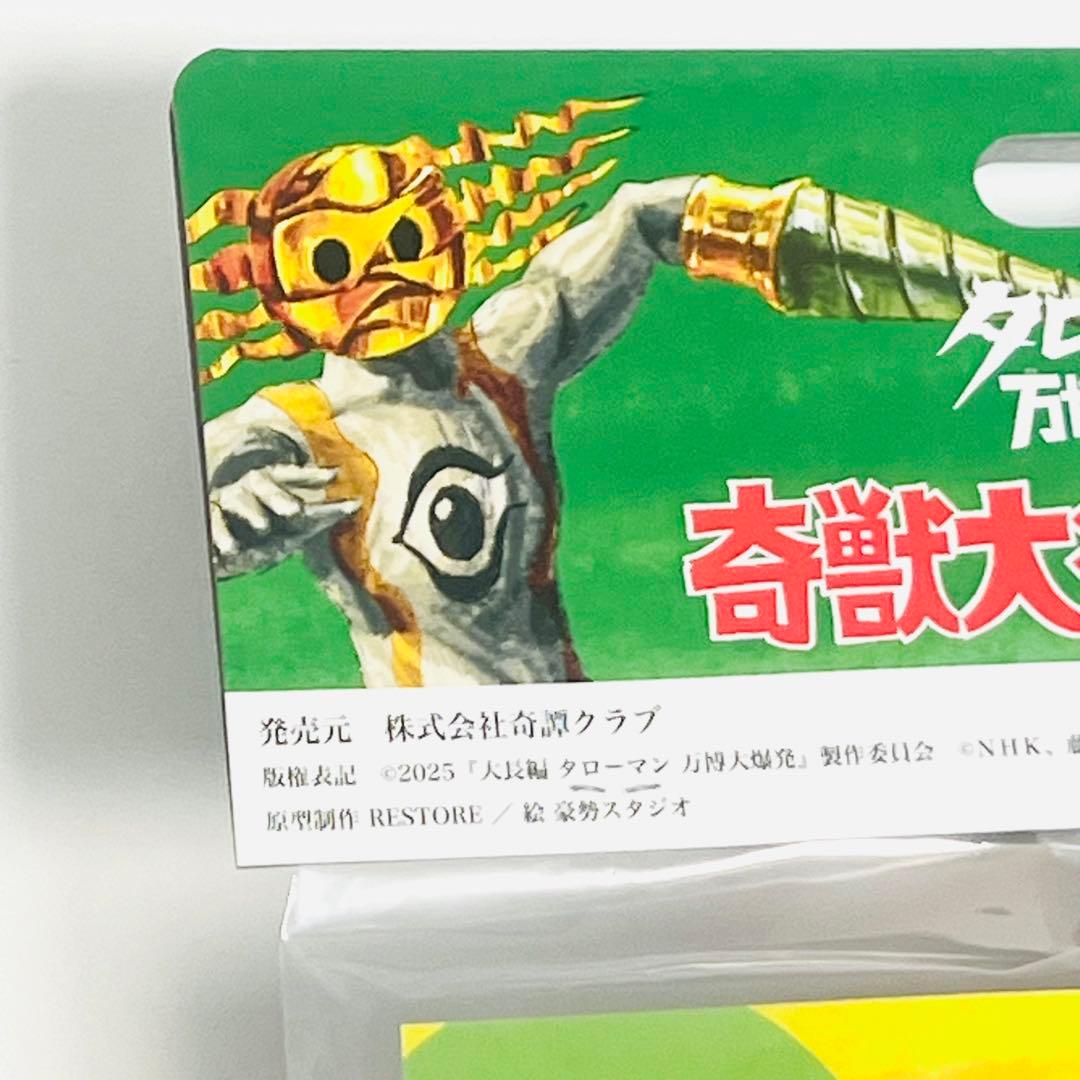 タロ
万博
奇獣大
発売元 株式会社奇譚クラブ
版権表記 ©2025『大長編 タローマン 万博大爆発』製作委員会 ©NHK、藤
原型制作 RESTORE / 絵 豪勢スタジオ